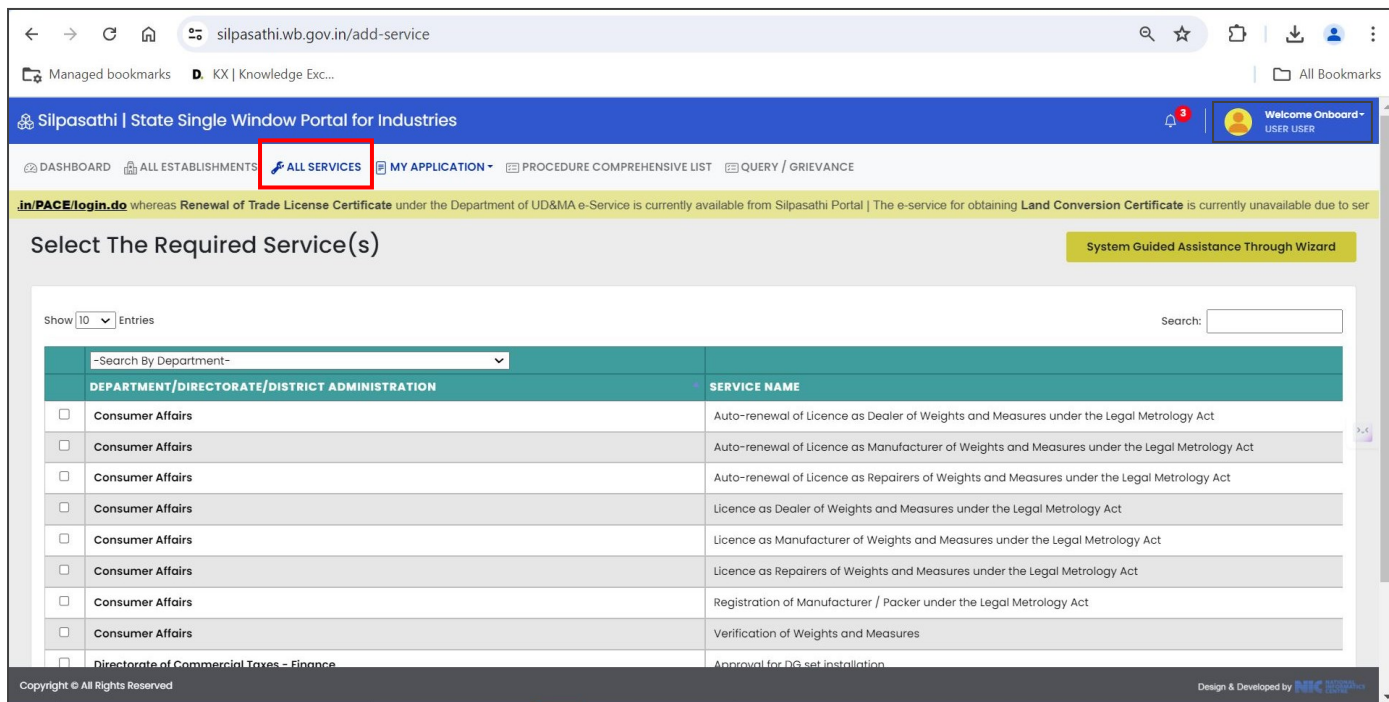 silpasathi.wb.gov.in/add-service
Managed bookmarks D. KX | Knowledge Exc... All Bookmarks
Silpasathi | State Single Window Portal for Industries 3 Welcome Onboard
USER USER
DASHBOARD ALL ESTABLISHMENTS ALL SERVICES MY APPLICATION PROCEDURE COMPREHENSIVE LIST QUERY / GRIEVANCE
.in/PACE/login.do whereas Renewal of Trade License Certificate under the Department of UD&MA e-Service is currently available from Silpasathi Portal | The e-service for obtaining Land Conversion Certificate is currently unavailable due to ser
Select The Required Service(s) System Guided Assistance Through Wizard
Show 10 Entries Search:
-Search By Department-
DEPARTMENT/DIRECTORATE/DISTRICT ADMINISTRATION SERVICE NAME
Consumer Affairs Auto-renewal of Licence as Dealer of Weights and Measures under the Legal Metrology Act
Consumer Affairs Auto-renewal of Licence as Manufacturer of Weights and Measures under the Legal Metrology Act
Consumer Affairs Auto-renewal of Licence as Repairers of Weights and Measures under the Legal Metrology Act
Consumer Affairs Licence as Dealer of Weights and Measures under the Legal Metrology Act
Consumer Affairs Licence as Manufacturer of Weights and Measures under the Legal Metrology Act
Consumer Affairs Licence as Repairers of Weights and Measures under the Legal Metrology Act
Consumer Affairs Registration of Manufacturer / Packer under the Legal Metrology Act
Consumer Affairs Verification of Weights and Measures
Directorate of Commercial Taxes - Finance Approval for DG set installation
Copyright © All Rights Reserved Design & Developed by NIC NATIONAL
INFORMATICS
CENTRE